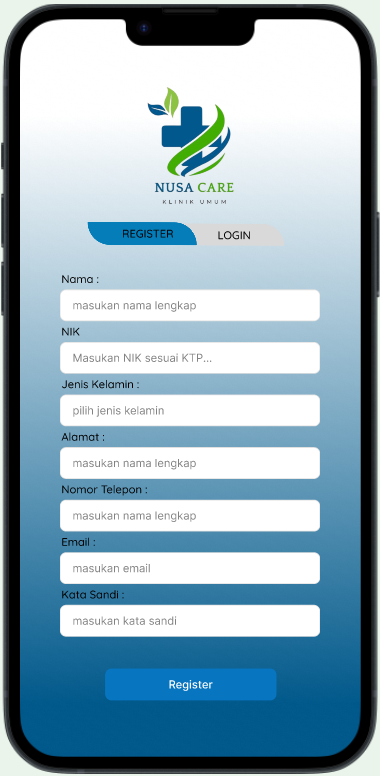 NUSA CARE
KLINIK UMUM
REGISTER LOGIN
Nama :
masukan nama lengkap
NIK
Masukan NIK sesuai KTP...
Jenis Kelamin :
pilih jenis kelamin
Alamat :
masukan nama lengkap
Nomor Telepon :
masukan nama lengkap
Email :
masukan email
Kata Sandi :
masukan kata sandi
Register